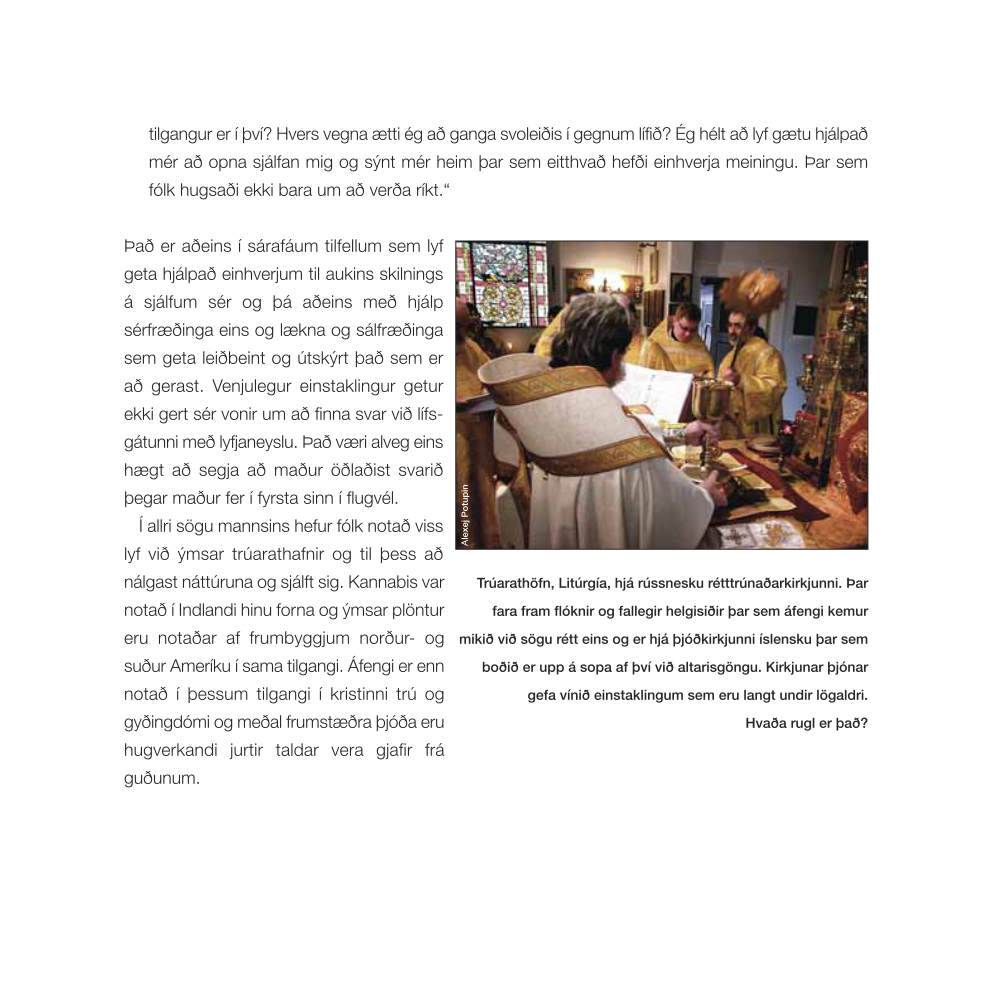 tilgangur er í því? Hvers vegna ætti ég að ganga svoleiðis í gegnum lífið? Ég hélt að lyf gætu hjálpað
mér að opna sjálfan mig og sýnt mér heim þar sem eitthvað hefði einhverja meiningu. Þar sem
fólk hugsaði ekki bara um að verða ríkt.“
Það er aðeins í sárafáum tilfellum sem lyf
geta hjálpað einhverjum til aukins skilnings
á sjálfum sér og þá aðeins með hjálp
sérfræðinga eins og lækna og sálfræðinga
sem geta leiðbeint og útskýrt það sem er
að gerast. Venjulegur einstaklingur getur
ekki gert sér vonir um að finna svar við lífs-
gátunni með lyfjaneyslu. Það væri alveg eins
hægt að segja að maður öðlaðist svarið
þegar maður fer í fyrsta sinn í flugvél.
Í allri sögu mannsins hefur fólk notað viss
lyf við ýmsar trúarathafnir og til þess að
nálgast náttúruna og sjálft sig. Kannabis var
notað í Indlandi hinu forna og ýmsar plöntur
eru notaðar af frumbyggjum norður- og
suður Ameríku í sama tilgangi. Áfengi er enn
notað í þessum tilgangi í kristinni trú og
gyðingdómi og meðal frumstæðra þjóða eru
hugverkandi jurtir taldar vera gjafir frá
guðunum.
Alexej Potupin
Trúarathöfn, Litúrgía, hjá rússnesku rétttrúnaðarkirkjunni. Þar
fara fram flóknir og fallegir helgisiðir þar sem áfengi kemur
mikið við sögu rétt eins og er hjá þjóðkirkjunni íslensku þar sem
boðið er upp á sopa af því við altarisgöngu. Kirkjunar þjónar
gefa vínið einstaklingum sem eru langt undir lögaldri.
Hvaða rugl er það?